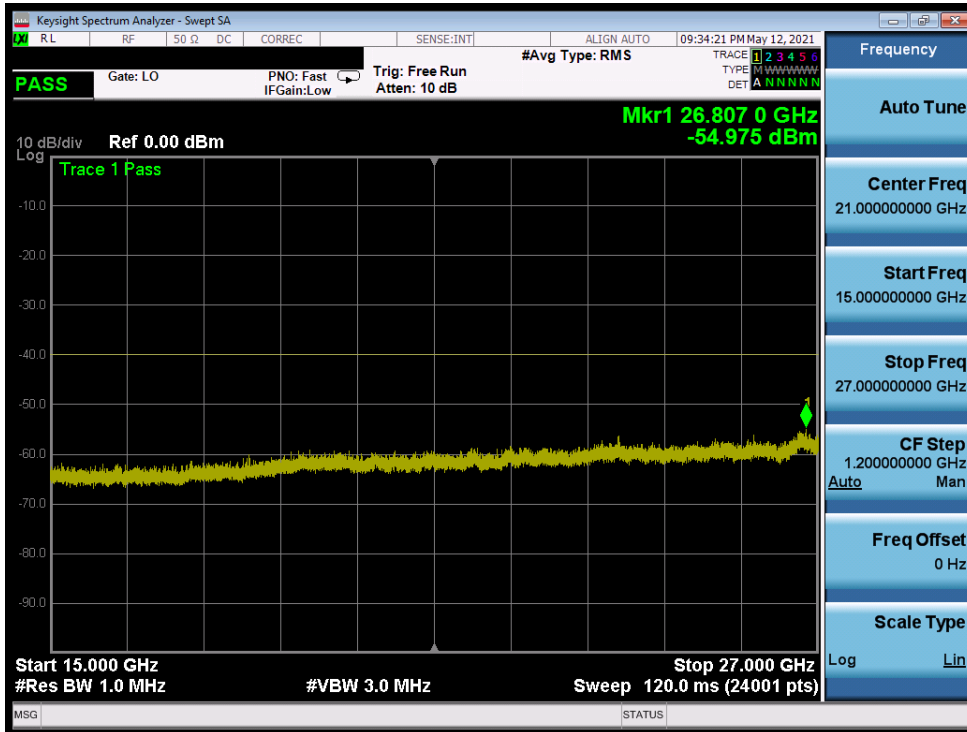 Keysight Spectrum Analyzer - Swept SA
LXI RL RF 50 Ω DC CORREC SENSE:INT ALIGN AUTO 09:34:21 PM May 12, 2021
PASS
Gate: LO
PNO: Fast
IFGain:Low
Trig: Free Run
Atten: 10 dB
#Avg Type: RMS
TRACE 1 2 3 4 5 6
TYPE M WWWWW
DET A N N N N N
Mkr1 26.807 0 GHz
-54.975 dBm
10 dB/div Ref 0.00 dBm
Log
Trace 1 Pass
-10.0
-20.0
-30.0
-40.0
-50.0
1
-60.0
-70.0
-80.0
-90.0
Start 15.000 GHz Stop 27.000 GHz
#Res BW 1.0 MHz #VBW 3.0 MHz Sweep 120.0 ms (24001 pts)
MSG STATUS
Frequency
Auto Tune
Center Freq
21.000000000 GHz
Start Freq
15.000000000 GHz
Stop Freq
27.000000000 GHz
CF Step
1.200000000 GHz
Auto Man
Freq Offset
0 Hz
Scale Type
Log Lin